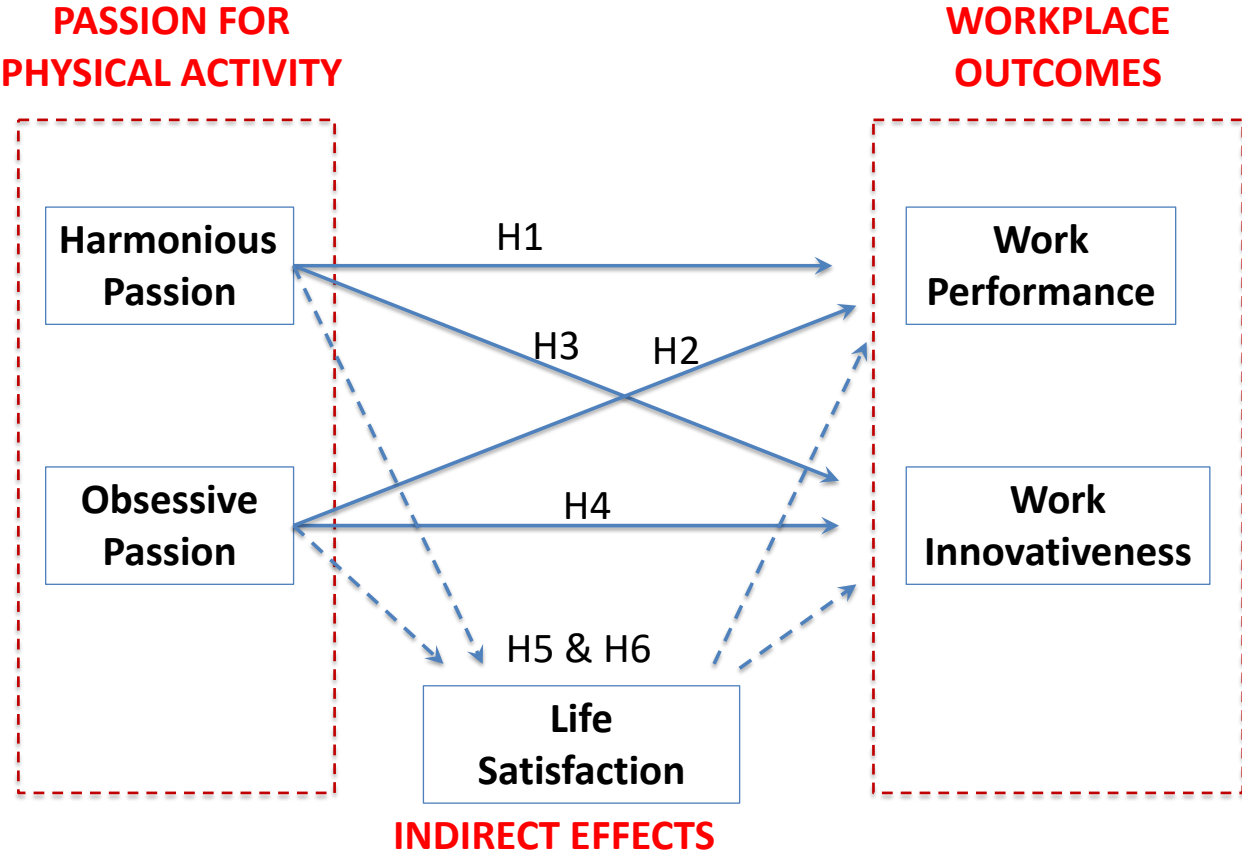 PASSION FOR
PHYSICAL ACTIVITY
WORKPLACE
OUTCOMES
Harmonious
Passion
H1
Work
Performance
H3
H2
Obsessive
Passion
H4
Work
Innovativeness
H5 & H6
Life
Satisfaction
INDIRECT EFFECTS